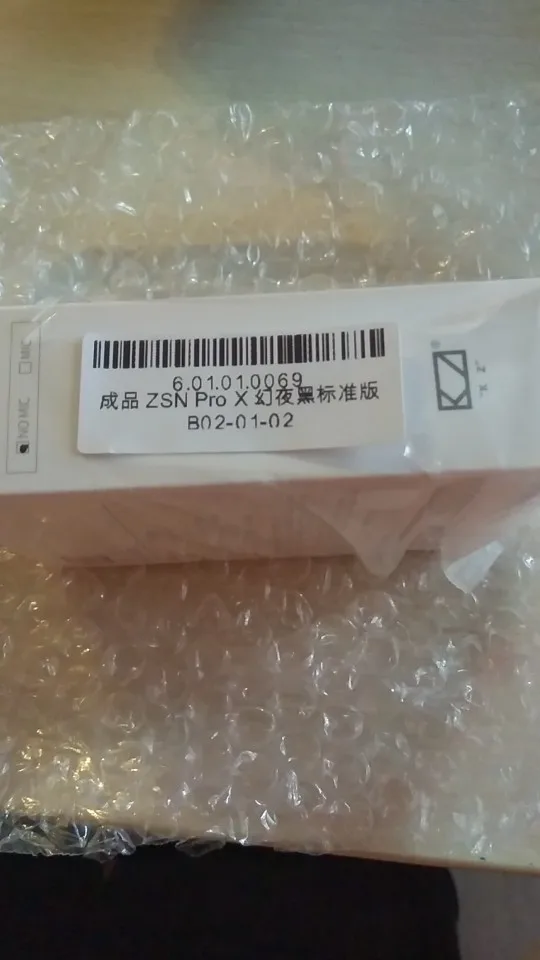 6.01.01.0069
成品 ZSN Pro X 幻夜黑标准版
B02-01-02
MIC
NO MIC
KZ
®
"K Z"